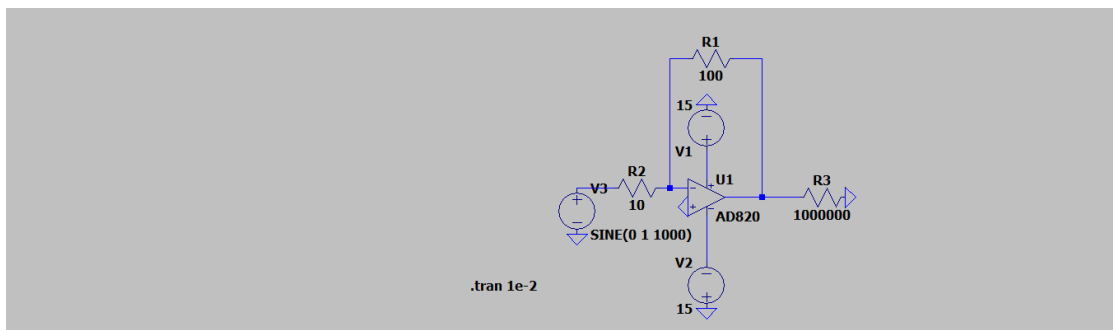 R1
100
15
V1
R2
V3
10
U1
R3
AD820
1000000
SINE(0 1 1000)
V2
.tran 1e-2
15